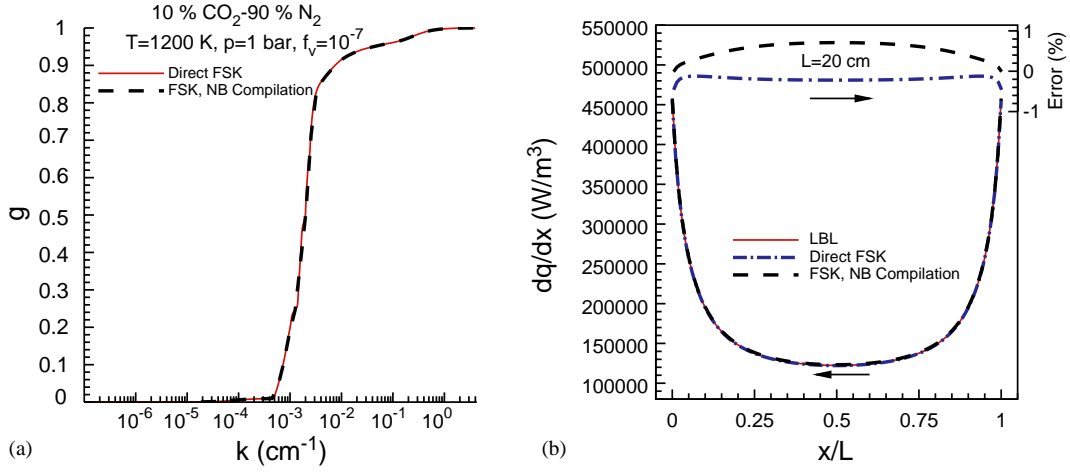 10 % CO₂-90 % N₂
T=1200 K, p=1 bar, fᵥ=10⁻⁷
Direct FSK
FSK, NB Compilation
1
0.9
0.8
0.7
0.6
0.5
0.4
0.3
0.2
0.1
0
g
10⁻⁶
10⁻⁵
10⁻⁴
10⁻³
10⁻²
10⁻¹
10⁰
k (cm⁻¹)
(a)
550000
500000
450000
400000
350000
300000
250000
200000
150000
100000
dq/dx (W/m³)
L=20 cm
1
0
-1
Error (%)
LBL
Direct FSK
FSK, NB Compilation
0
0.25
0.5
0.75
1
x/L
(b)